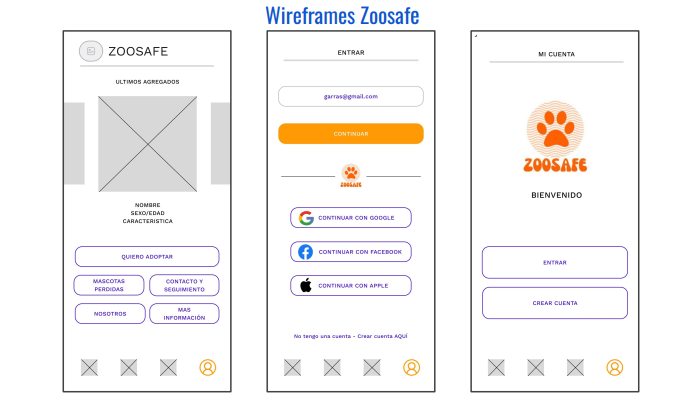 Wireframes Zoosafe
ZOOSAFE
ULTIMOS AGREGADOS
NOMBRE
SEXO/EDAD
CARACTERISTICA
QUIERO ADOPTAR
MASCOTAS
PERDIDAS
CONTACTO Y
SEGUIMIENTO
NOSOTROS
MAS
INFORMACIÓN
ENTRAR
garras@gmail.com
CONTINUAR
ZOOSAFE
CONTINUAR CON GOOGLE
CONTINUAR CON FACEBOOK
CONTINUAR CON APPLE
No tengo una cuenta - Crear cuenta AQUÍ
MI CUENTA
ZOOSAFE
BIENVENIDO
ENTRAR
CREAR CUENTA